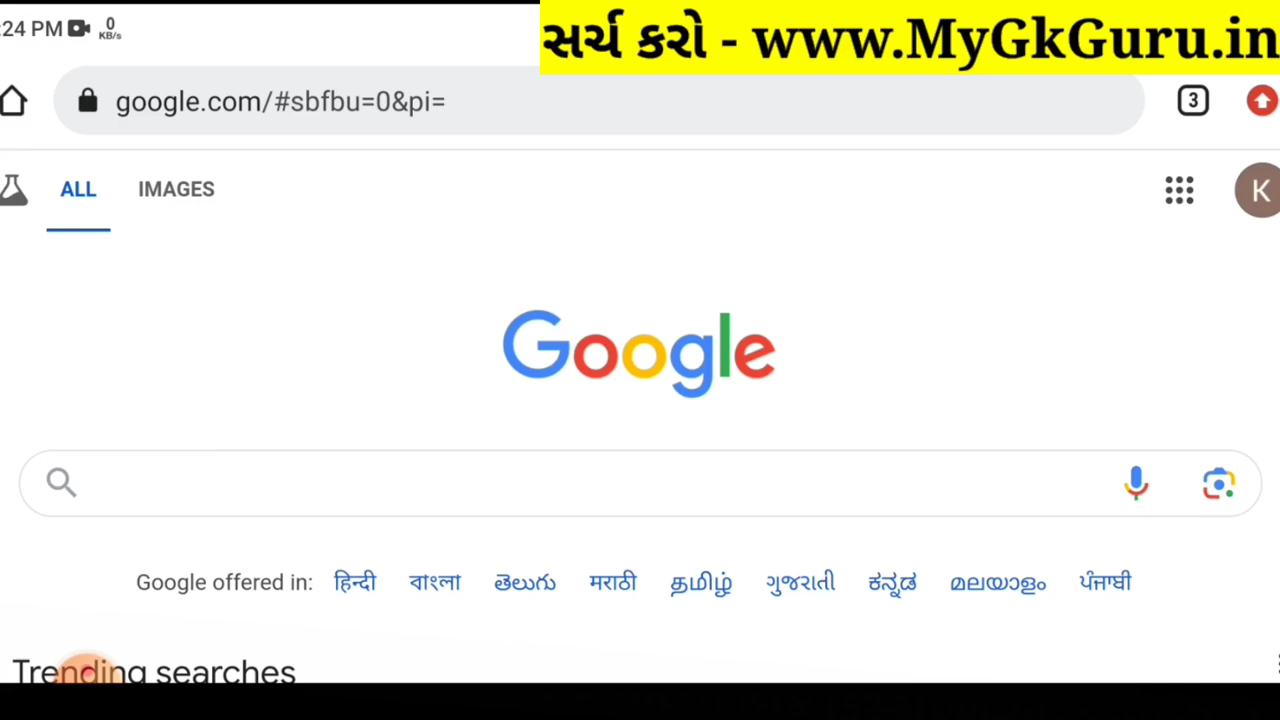 :24 PM 0 KB/s
સર્ચ કરો - www.MyGkGuru.in
google.com/#sbfbu=0&pi=
3
ALL IMAGES
K
Google
Google offered in: हिन्दी বাংলা తెలుగు मराठी தமிழ் ગુજરાતી ಕನ್ನಡ മലയാളം ਪੰਜਾਬੀ
Trending searches